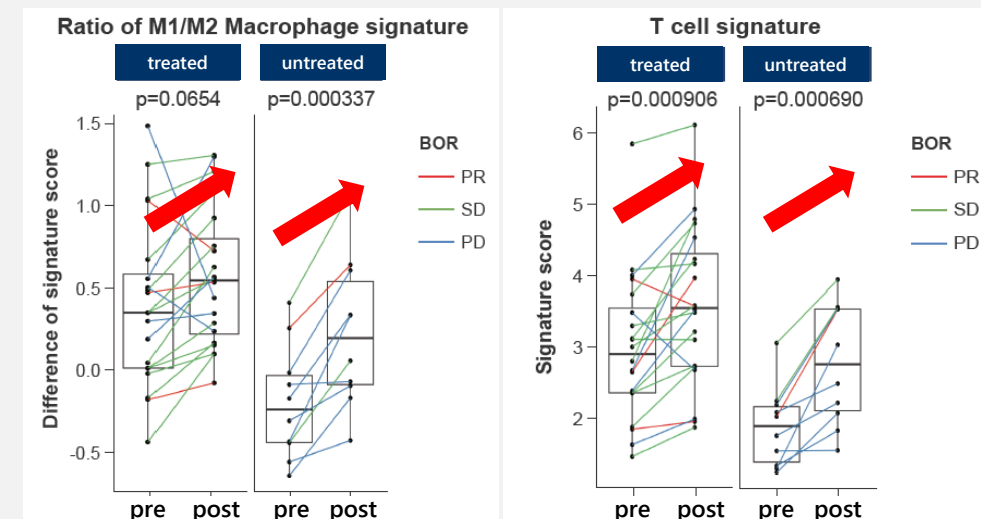 Ratio of M1/M2 Macrophage signature
treated untreated
p=0.0654 p=0.000337
Difference of signature score
1.5
1.0
0.5
0.0
-0.5
pre post pre post
BOR
PR
SD
PD
T cell signature
treated untreated
p=0.000906 p=0.000690
Signature score
6
5
4
3
2
pre post pre post
BOR
PR
SD
PD